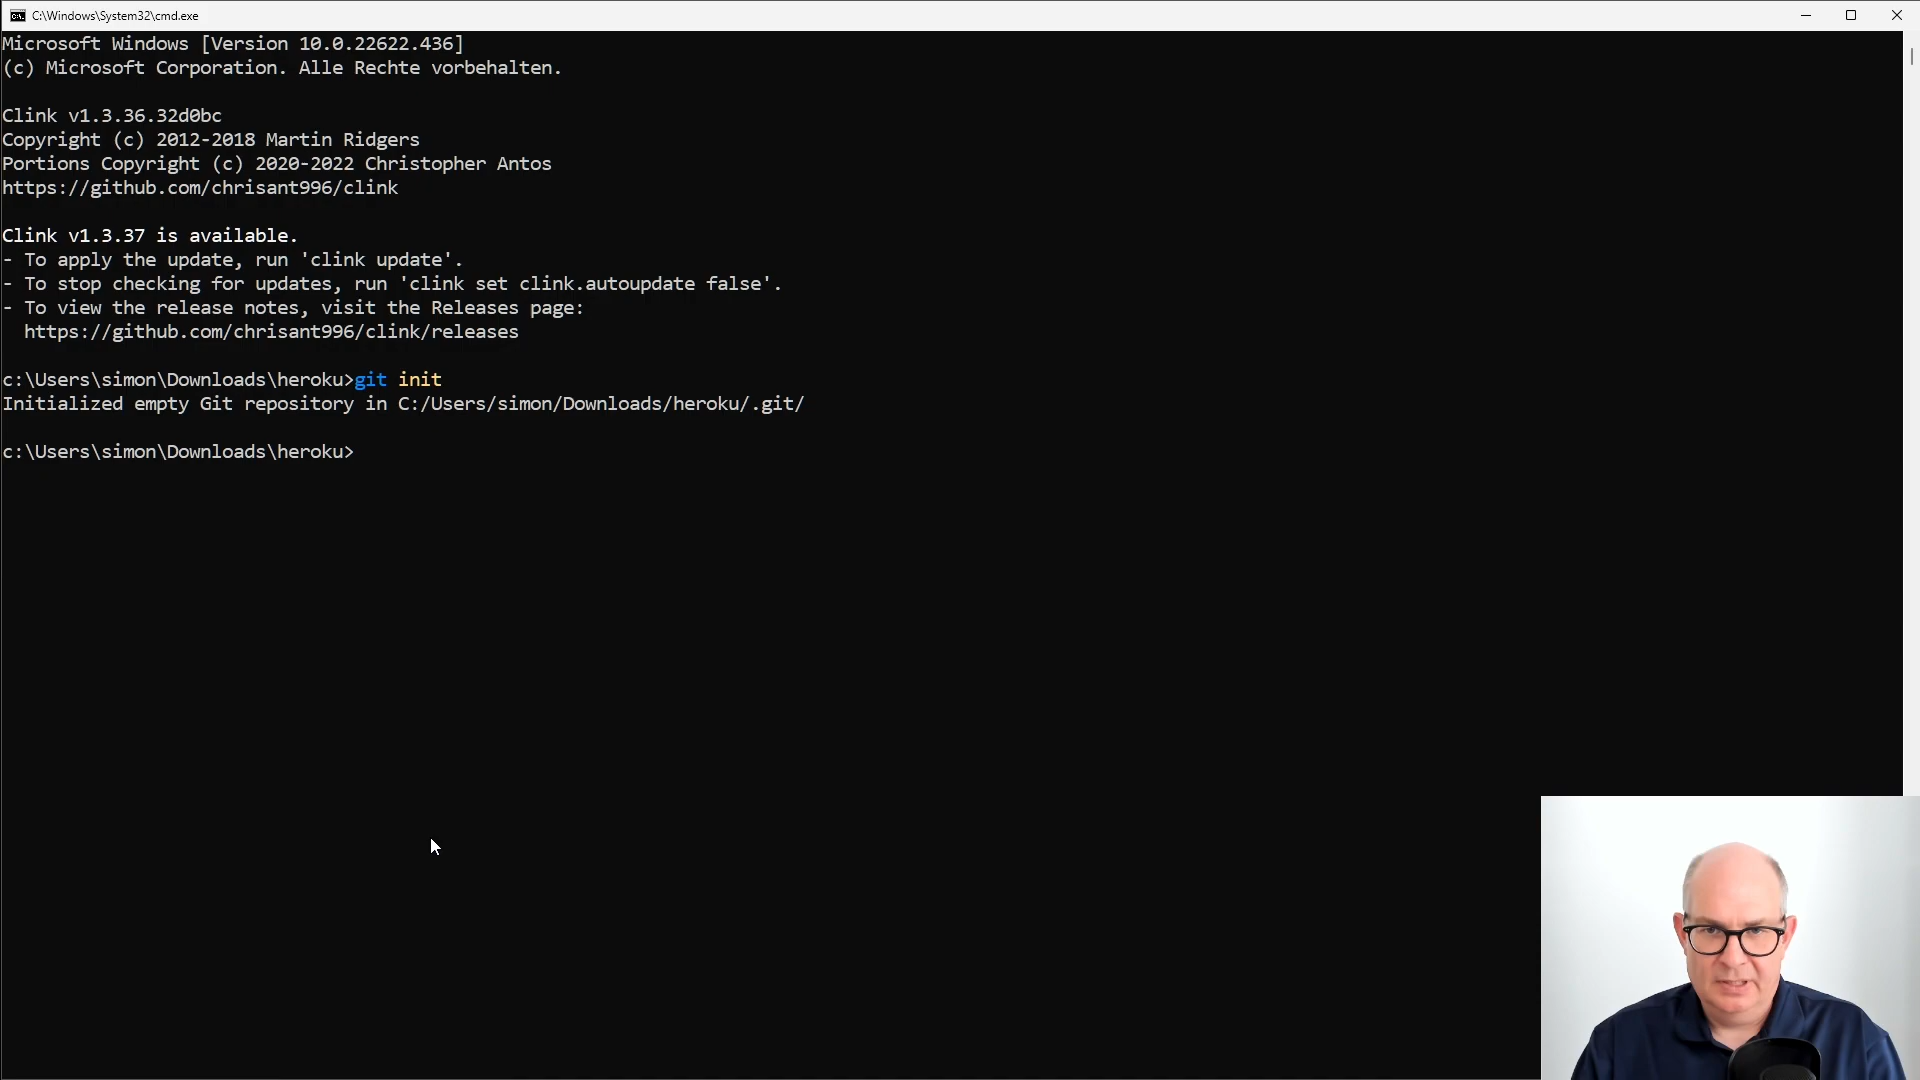 C:\Windows\System32\cmd.exe
Microsoft Windows [Version 10.0.22622.436]
(c) Microsoft Corporation. Alle Rechte vorbehalten.
Clink v1.3.36.32d0bc
Copyright (c) 2012-2018 Martin Ridgers
Portions Copyright (c) 2020-2022 Christopher Antos
https://github.com/chrisant996/clink
Clink v1.3.37 is available.
- To apply the update, run 'clink update'.
- To stop checking for updates, run 'clink set clink.autoupdate false'.
- To view the release notes, visit the Releases page:
https://github.com/chrisant996/clink/releases
c:\Users\simon\Downloads\heroku>git init
Initialized empty Git repository in C:/Users/simon/Downloads/heroku/.git/
c:\Users\simon\Downloads\heroku>